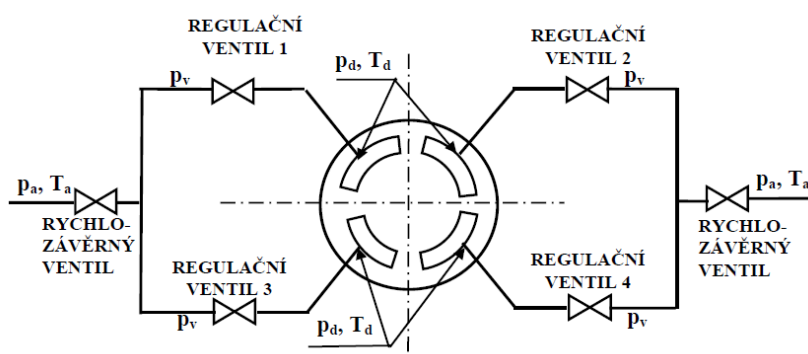 REGULAČNÍ
VENTIL 1
REGULAČNÍ
VENTIL 2
pd, Td
pv
pv
pa, Ta
pa, Ta
RYCHLO-
ZÁVĚRNÝ
VENTIL
RYCHLO-
ZÁVĚRNÝ
VENTIL
REGULAČNÍ
VENTIL 3
REGULAČNÍ
VENTIL 4
pv
pv
pd, Td